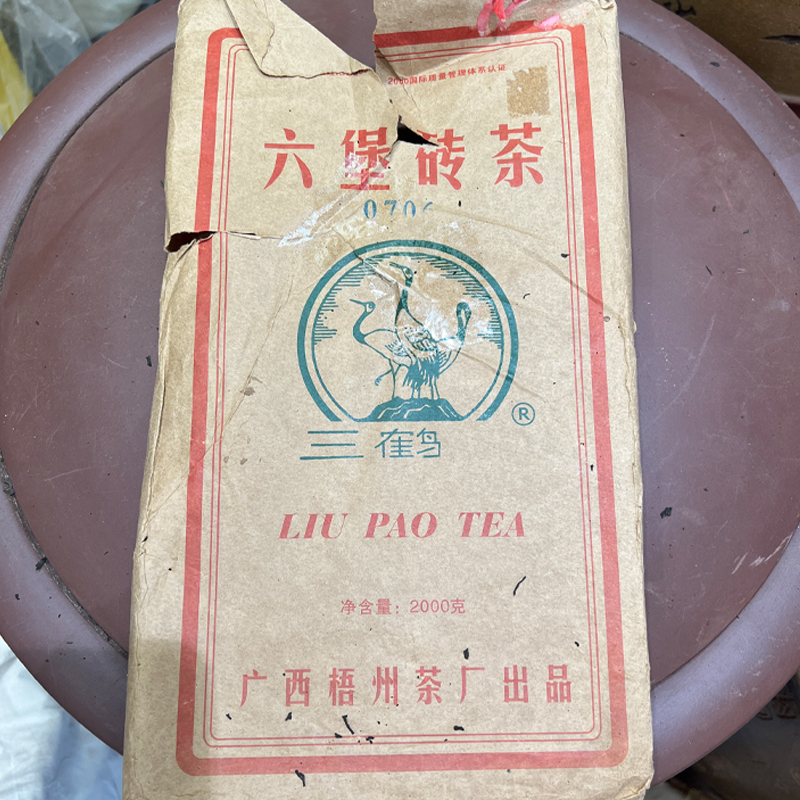 2000国际质量管理体系认证
六堡砖茶
0706
®
三鹤
LIU PAO TEA
净含量：2000克
广西梧州茶厂出品